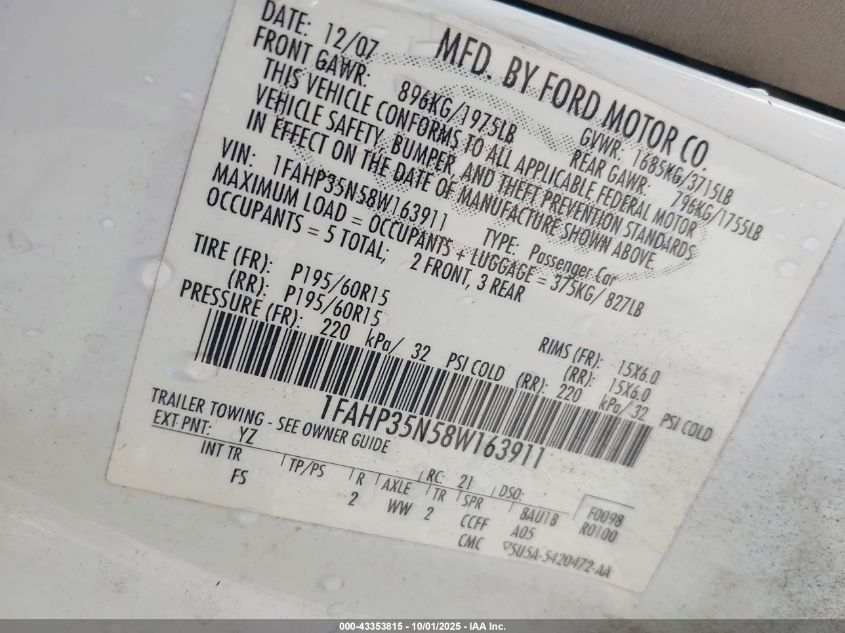 MFD. BY FORD MOTOR CO.
DATE: 12/07 GVWR: 1685KG/3715LB
FRONT GAWR: 896KG/1975LB REAR GAWR: 796KG/1755LB
THIS VEHICLE CONFORMS TO ALL APPLICABLE FEDERAL MOTOR
VEHICLE SAFETY, BUMPER, AND THEFT PREVENTION STANDARDS
IN EFFECT ON THE DATE OF MANUFACTURE SHOWN ABOVE.
VIN: 1FAHP35N58W163911 TYPE: Passenger Car
MAXIMUM LOAD = OCCUPANTS + LUGGAGE = 375KG/ 827LB
OCCUPANTS = 5 TOTAL; 2 FRONT, 3 REAR
TIRE (FR): P195/60R15 RIMS (FR): 15X6.0
(RR): P195/60R15 (RR): 15X6.0
PRESSURE (FR): 220 kPa/ 32 PSI COLD (RR): 220 kPa/32 PSI COLD
1FAHP35N58W163911
TRAILER TOWING - SEE OWNER GUIDE
EXT PNT: YZ RC: 21 DSO:
INT TR TP/PS R AXLE TR SPR BAU1B F0098
FS 2 WW 2 CCFF A05 R0100
CMC ▽5U5A-5420472-AA
000-43353815 - 10/01/2025 - IAA Inc.